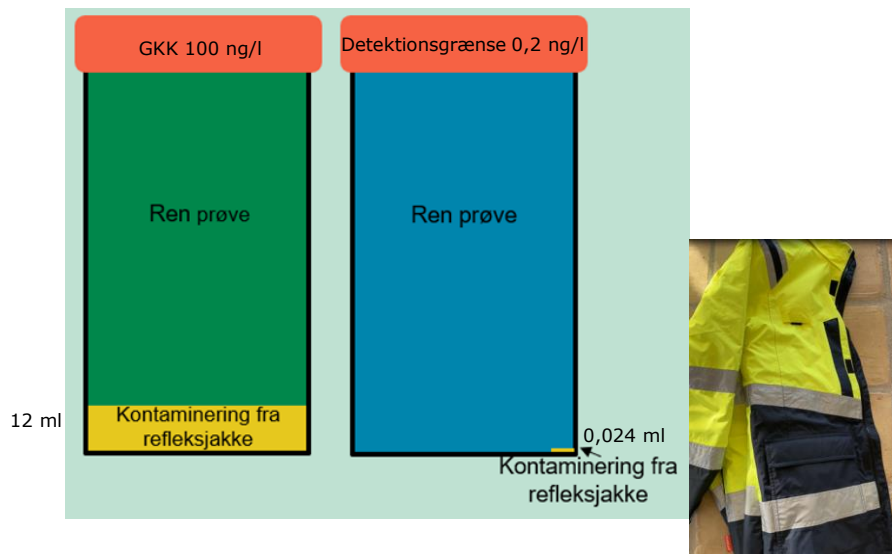 GKK 100 ng/l
Detektionsgrænse 0,2 ng/l
Ren prøve
Ren prøve
12 ml
Kontaminering fra
refleksjakke
0,024 ml
Kontaminering fra
refleksjakke